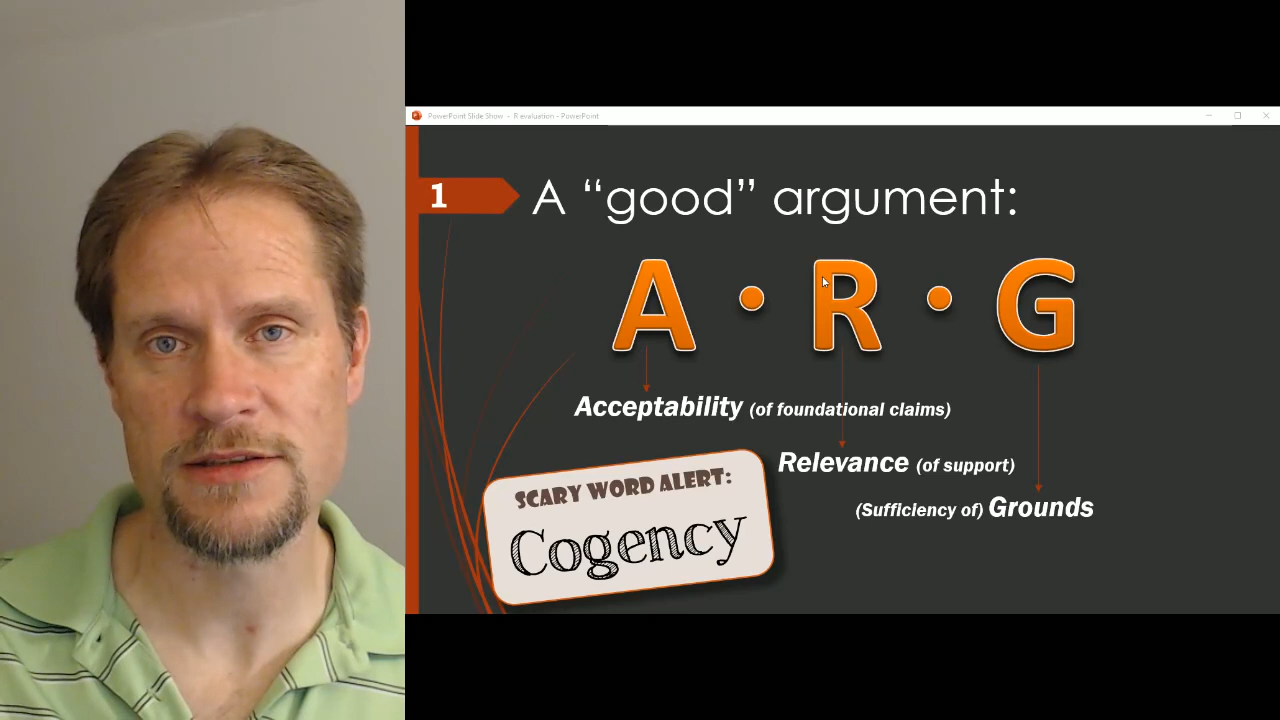 PowerPoint Slide Show - R evaluation - PowerPoint
1
A “good” argument:
A • R • G
Acceptability (of foundational claims)
Relevance (of support)
(Sufficiency of) Grounds
SCARY WORD ALERT:
Cogency